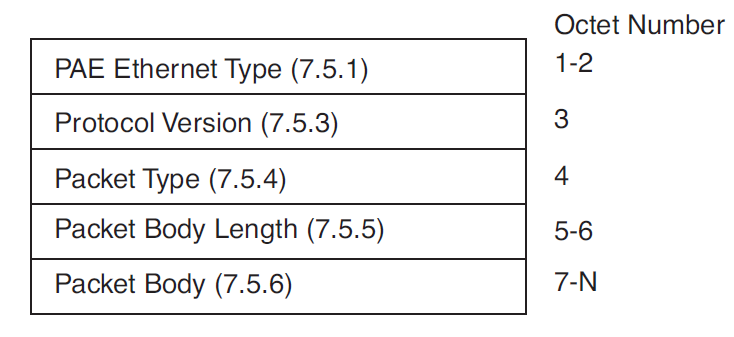 Octet Number
PAE Ethernet Type (7.5.1) 1-2
Protocol Version (7.5.3) 3
Packet Type (7.5.4) 4
Packet Body Length (7.5.5) 5-6
Packet Body (7.5.6) 7-N